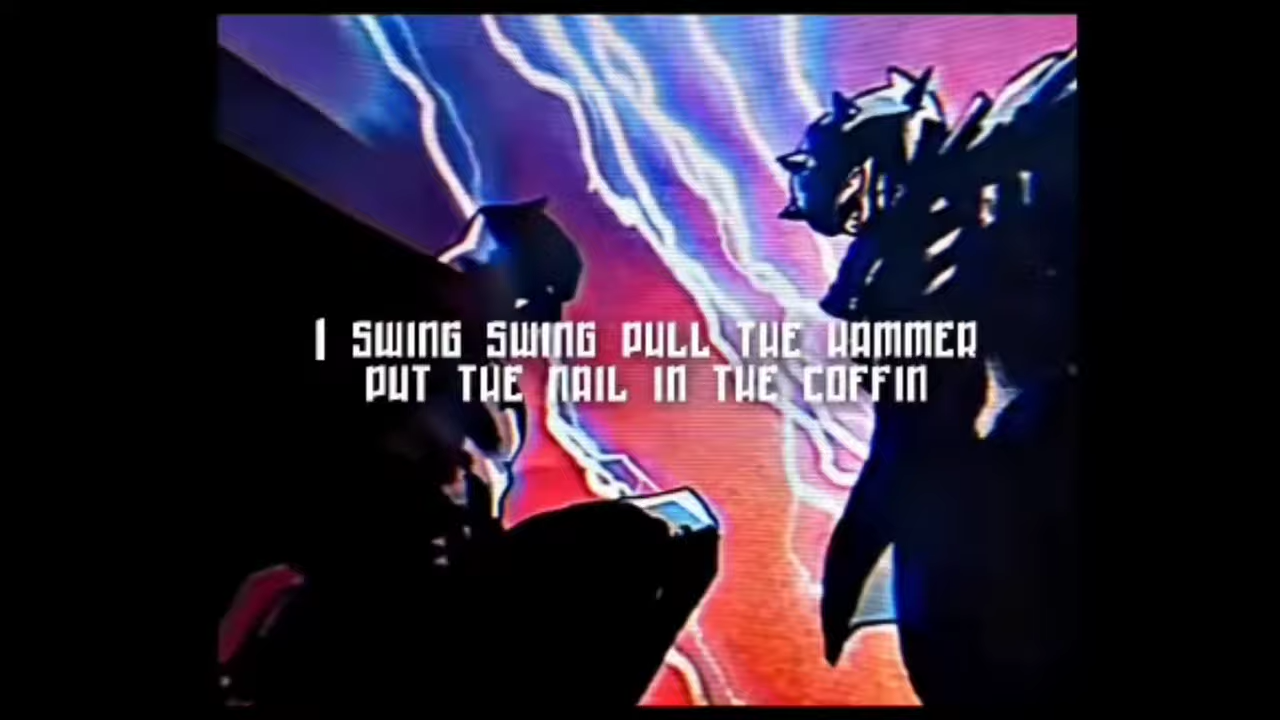 I SWING SWING PULL THE HAMMER
PUT THE NAIL IN THE COFFIN